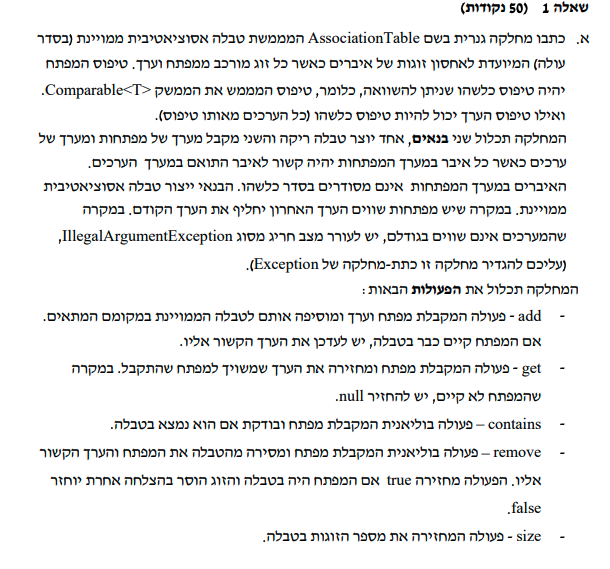 שאלה 1 (50 נקודות)
א. כתבו מחלקה גנרית בשם AssociationTable המממשת טבלה אסוציאטיבית ממויינת (בסדר
עולה) המיועדת לאחסון זוגות של איברים כאשר כל זוג מורכב ממפתח וערך. טיפוס המפתח
יהיה טיפוס כלשהו שניתן להשוואה, כלומר, טיפוס המממש את הממשק Comparable<T>.
ואילו טיפוס הערך יכול להיות טיפוס כלשהו (כל הערכים מאותו טיפוס).
המחלקה תכלול שני בנאים, אחד יוצר טבלה ריקה והשני מקבל מערך של מפתחות ומערך של
ערכים כאשר כל איבר במערך המפתחות יהיה קשור לאיבר התואם במערך הערכים.
האיברים במערך המפתחות אינם מסודרים בסדר כלשהו. הבנאי ייצור טבלה אסוציאטיבית
ממויינת. במקרה שיש מפתחות שווים הערך האחרון יחליף את הערך הקודם. במקרה
שהמערכים אינם שווים בגודלם, יש לעורר מצב חריג מסוג IllegalArgumentException,
(עליכם להגדיר מחלקה זו כתת-מחלקה של Exception).
המחלקה תכלול את הפעולות הבאות:
- add - פעולה המקבלת מפתח וערך ומוסיפה אותם לטבלה הממויינת במקומם המתאים.
אם המפתח קיים כבר בטבלה, יש לעדכן את הערך הקשור אליו.
- get - פעולה המקבלת מפתח ומחזירה את הערך שמשויך למפתח שהתקבל. במקרה
שהמפתח לא קיים, יש להחזיר null.
- contains – פעולה בוליאנית המקבלת מפתח ובודקת אם הוא נמצא בטבלה.
- remove – פעולה בוליאנית המקבלת מפתח ומסירה מהטבלה את המפתח והערך הקשור
אליו. הפעולה מחזירה true אם המפתח היה בטבלה והזוג הוסר בהצלחה אחרת יוחזר
false.
- size - פעולה המחזירה את מספר הזוגות בטבלה.